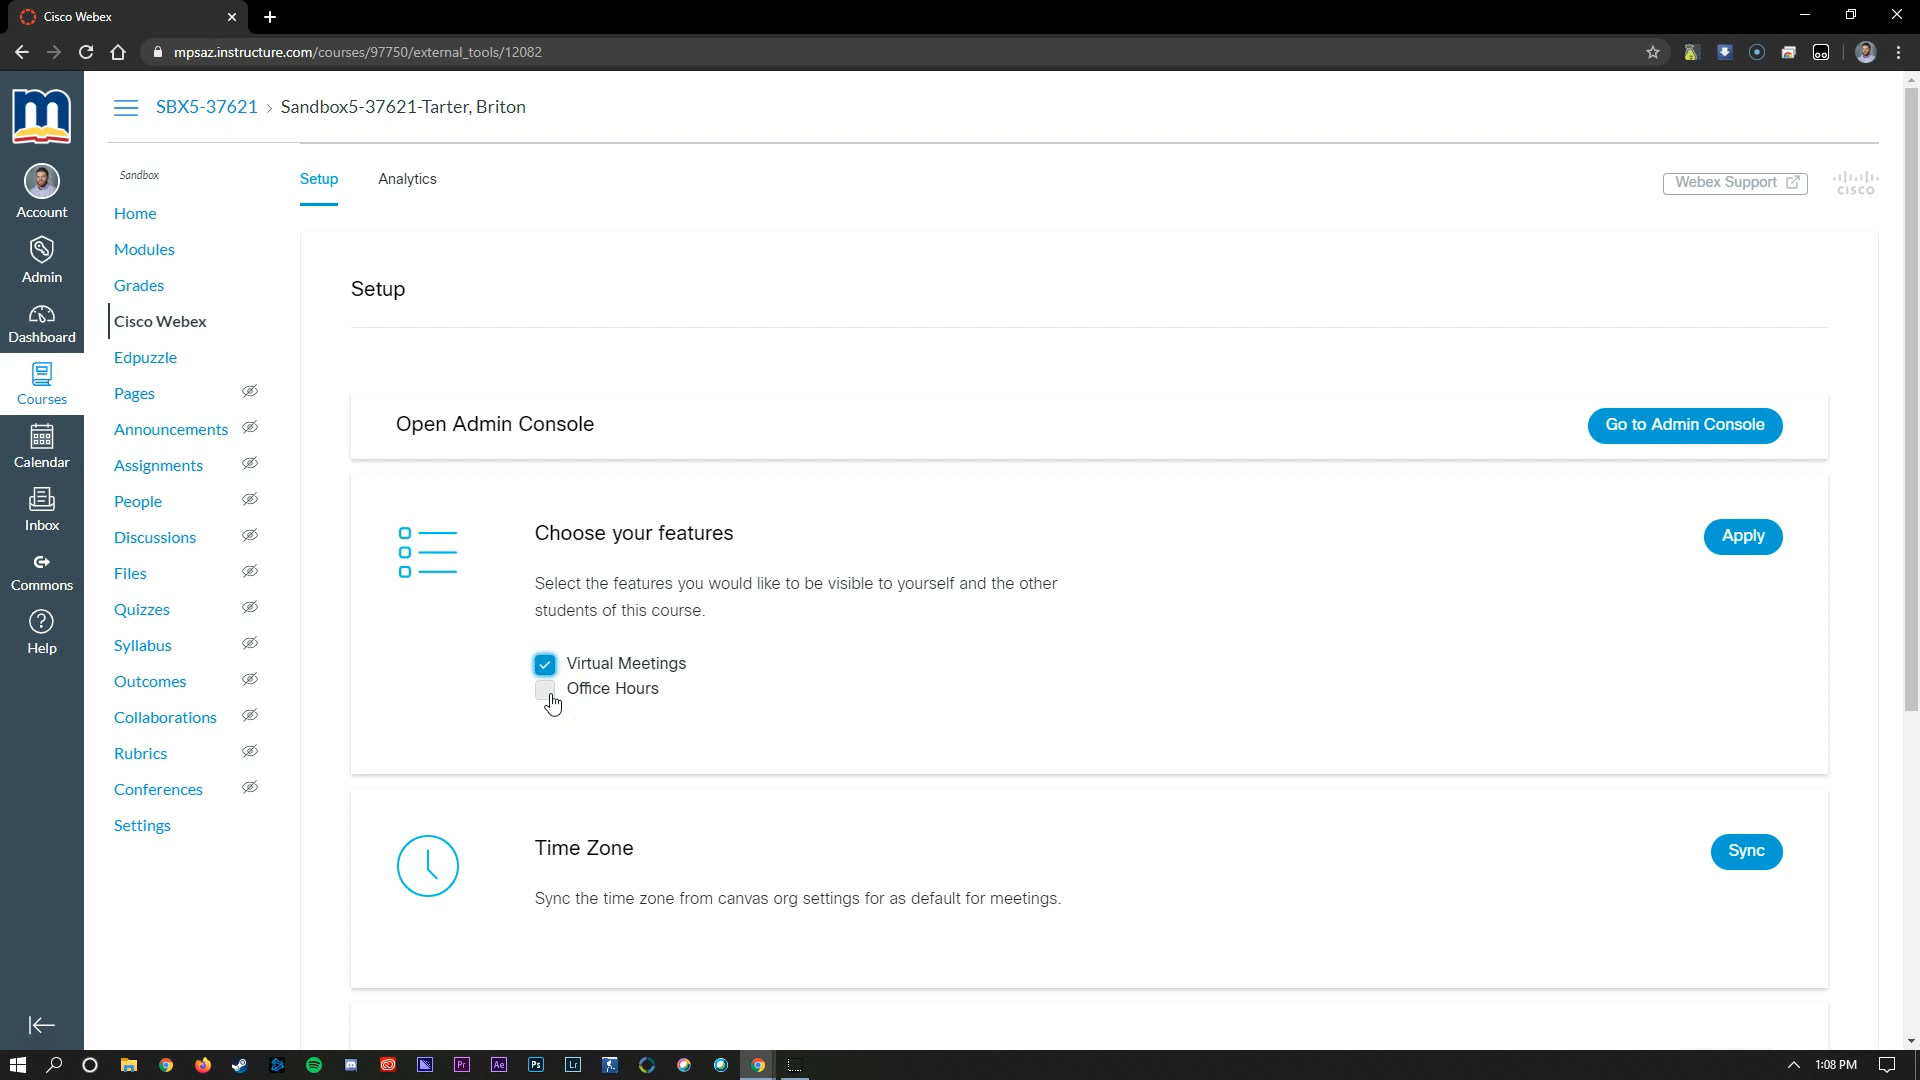 Cisco Webex
mpsaz.instructure.com/courses/97750/external_tools/12082
SBX5-37621 > Sandbox5-37621-Tarter, Briton
Account
Admin
Dashboard
Courses
Calendar
Inbox
Commons
Help
Sandbox
Home
Modules
Grades
Cisco Webex
Edpuzzle
Pages
Announcements
Assignments
People
Discussions
Files
Quizzes
Syllabus
Outcomes
Collaborations
Rubrics
Conferences
Settings
Setup Analytics
Webex Support
CISCO
Setup
Open Admin Console
Go to Admin Console
Choose your features
Apply
Select the features you would like to be visible to yourself and the other
students of this course.
Virtual Meetings
Office Hours
Time Zone
Sync
Sync the time zone from canvas org settings for as default for meetings.
Pr Ae Ps Lr
1:08 PM